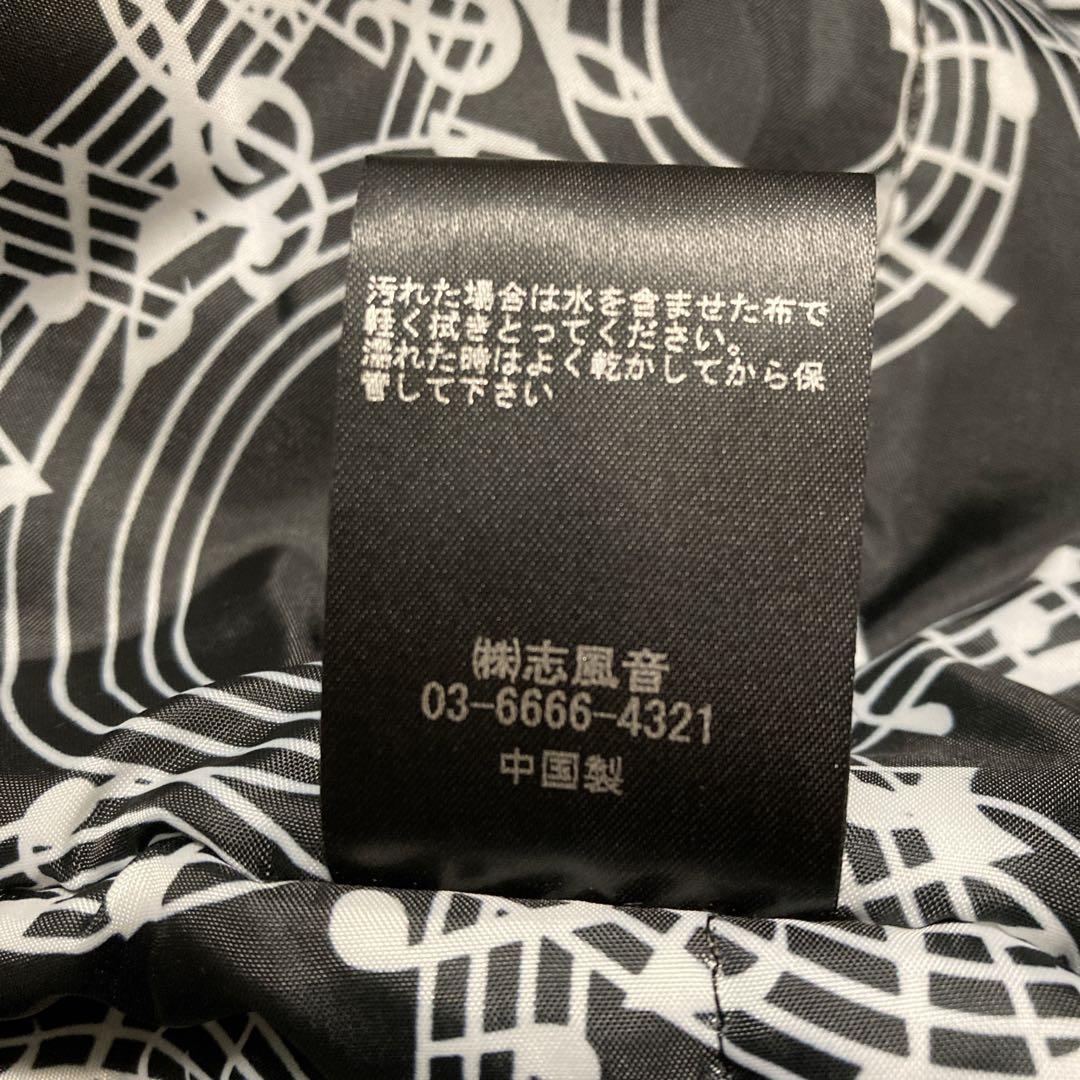 汚れた場合は水を含ませた布で
軽く拭きとってください。
濡れた時はよく乾かしてから保
管して下さい
㈱志風音
03-6666-4321
中国製